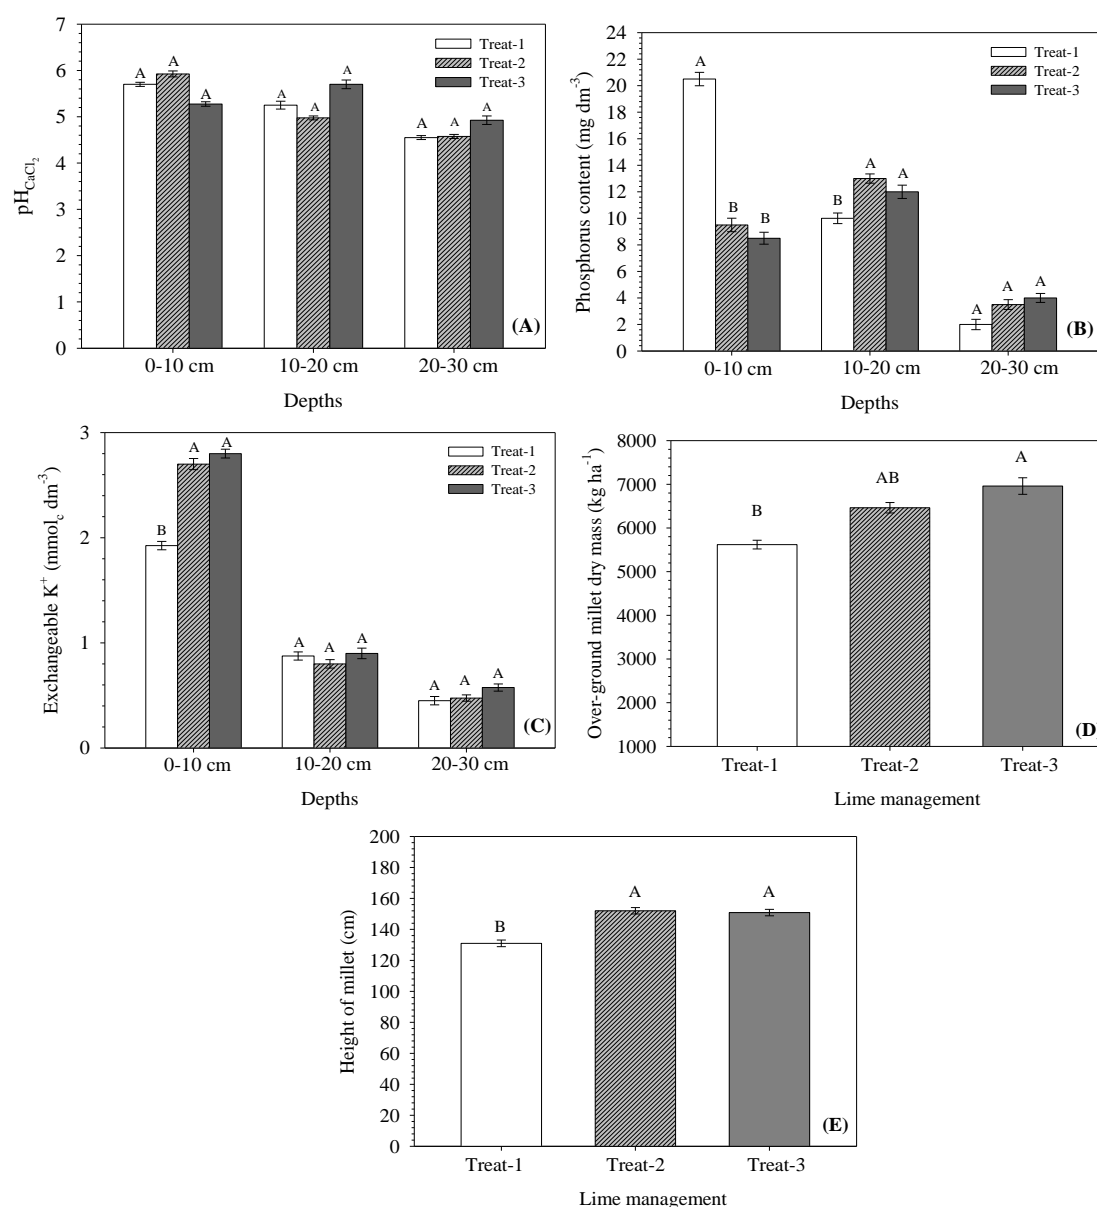 7
6
5
4
3
2
1
0
pH CaCl2
A A A
A A A
A A A
Treat-1
Treat-2
Treat-3
(A)
0-10 cm 10-20 cm 20-30 cm
Depths
24
22
20
18
16
14
12
10
8
6
4
2
0
Phosphorus content (mg dm-3)
A B B
B A A
A A A
Treat-1
Treat-2
Treat-3
(B)
0-10 cm 10-20 cm 20-30 cm
Depths
3
2
1
0
Exchangeable K+ (mmolc dm-3)
B A A
A A A
A A A
Treat-1
Treat-2
Treat-3
(C)
0-10 cm 10-20 cm 20-30 cm
Depths
8000
7000
6000
5000
4000
3000
2000
1000
Over-ground millet dry mass (kg ha-1)
B AB A
(D)
Treat-1 Treat-2 Treat-3
Lime management
200
180
160
140
120
100
80
60
40
20
0
Height of millet (cm)
B A A
(E)
Treat-1 Treat-2 Treat-3
Lime management